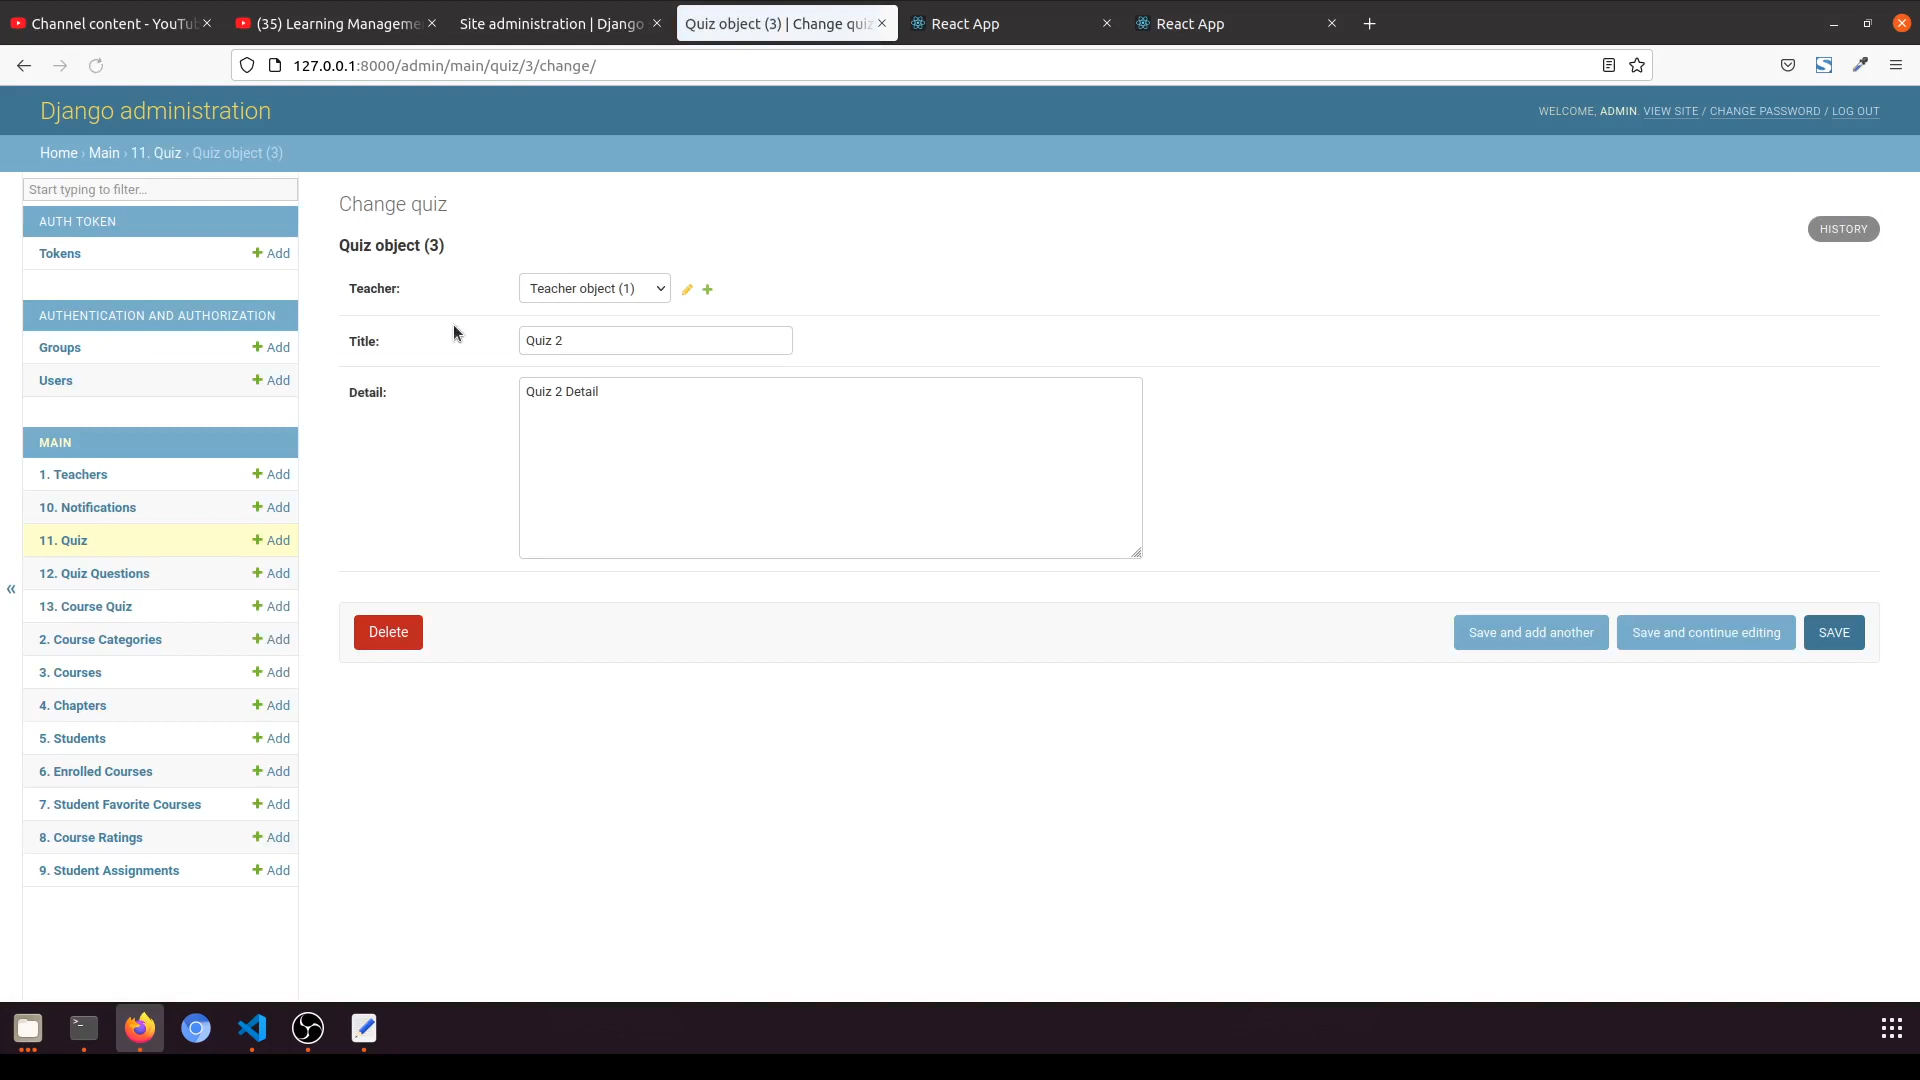 Channel content - YouTu
(35) Learning Manageme
Site administration | Django
Quiz object (3) | Change quiz
React App
React App
127.0.0.1:8000/admin/main/quiz/3/change/
Django administration
WELCOME, ADMIN. VIEW SITE / CHANGE PASSWORD / LOG OUT
Home › Main › 11. Quiz › Quiz object (3)
Start typing to filter...
AUTH TOKEN
Tokens
Add
AUTHENTICATION AND AUTHORIZATION
Groups
Add
Users
Add
MAIN
1. Teachers
Add
10. Notifications
Add
11. Quiz
Add
12. Quiz Questions
Add
13. Course Quiz
Add
2. Course Categories
Add
3. Courses
Add
4. Chapters
Add
5. Students
Add
6. Enrolled Courses
Add
7. Student Favorite Courses
Add
8. Course Ratings
Add
9. Student Assignments
Add
«
Change quiz
HISTORY
Quiz object (3)
Teacher:
Teacher object (1)
Title:
Quiz 2
Detail:
Quiz 2 Detail
Delete
Save and add another
Save and continue editing
SAVE